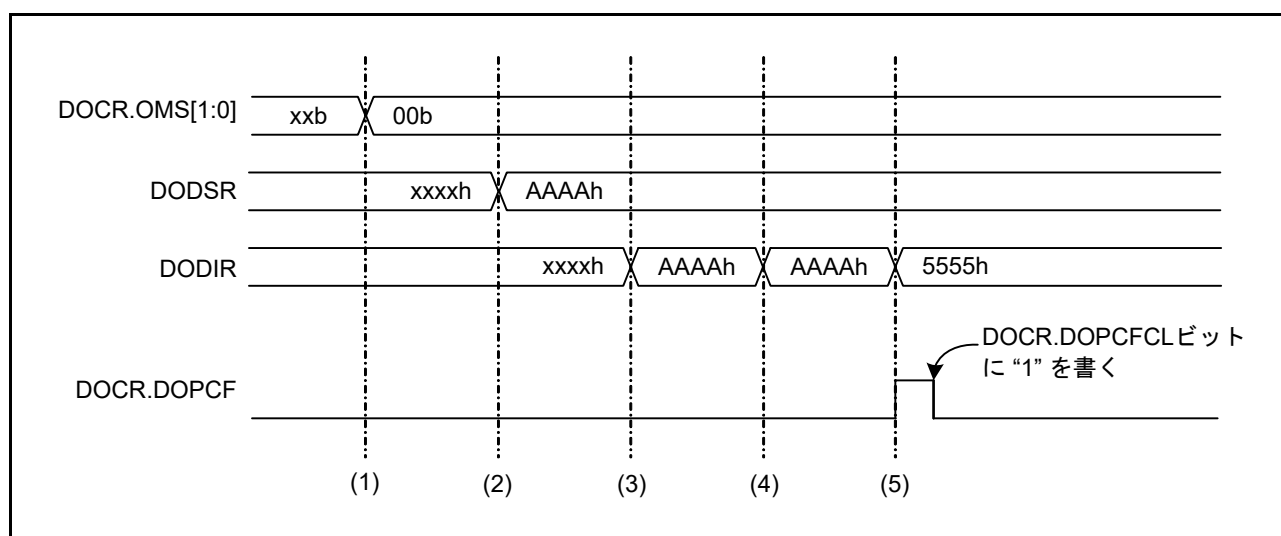 DOCR.OMS[1:0] xxb 00b
DODSR xxxxh AAAAh
DODIR xxxxh AAAAh AAAAh 5555h
DOCR.DOPCFCLビット
に “1” を書く
DOCR.DOPCF
(1) (2) (3) (4) (5)